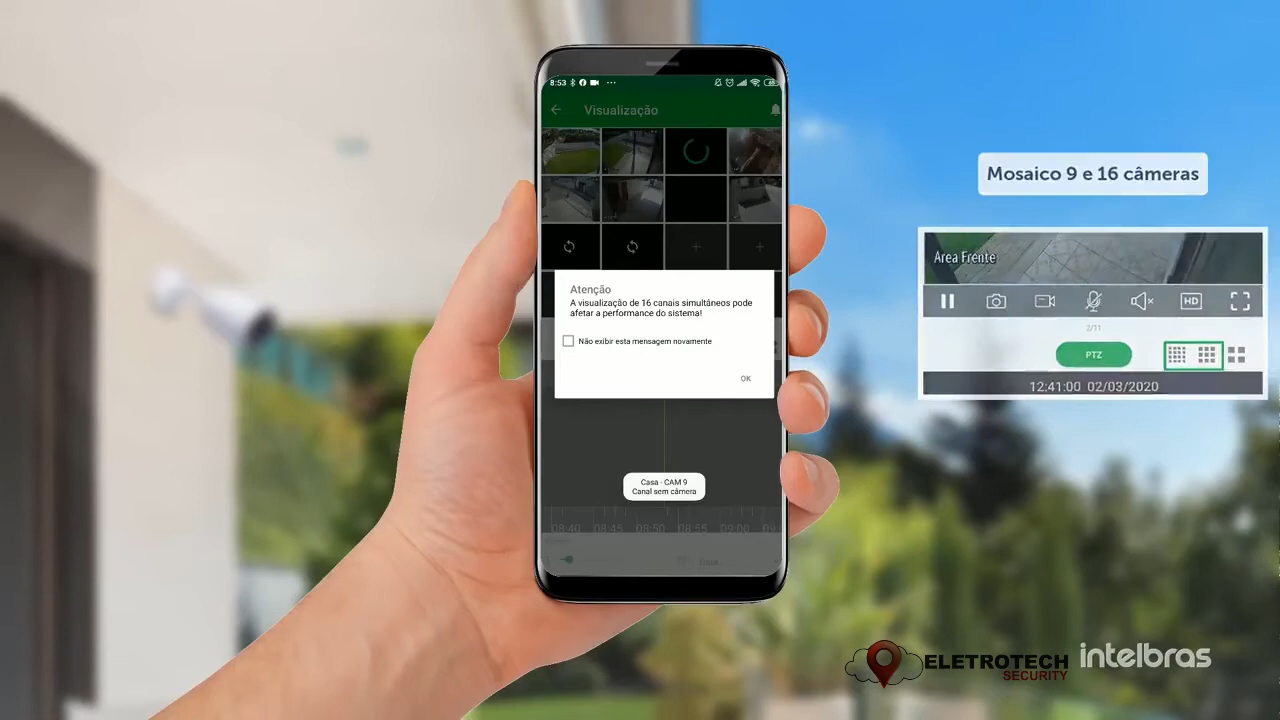 8:53
Visualização
Atenção
A visualização de 16 canais simultâneos pode
afetar a performance do sistema!
Não exibir esta mensagem novamente
OK
Casa - CAM 9
Canal sem câmera
08:40 08:45 08:50 08:55 09:00
Mosaico 9 e 16 câmeras
Area Frente
HD
2/11
PTZ
12:41:00 02/03/2020
ELETROTECH
SECURITY
intelbras